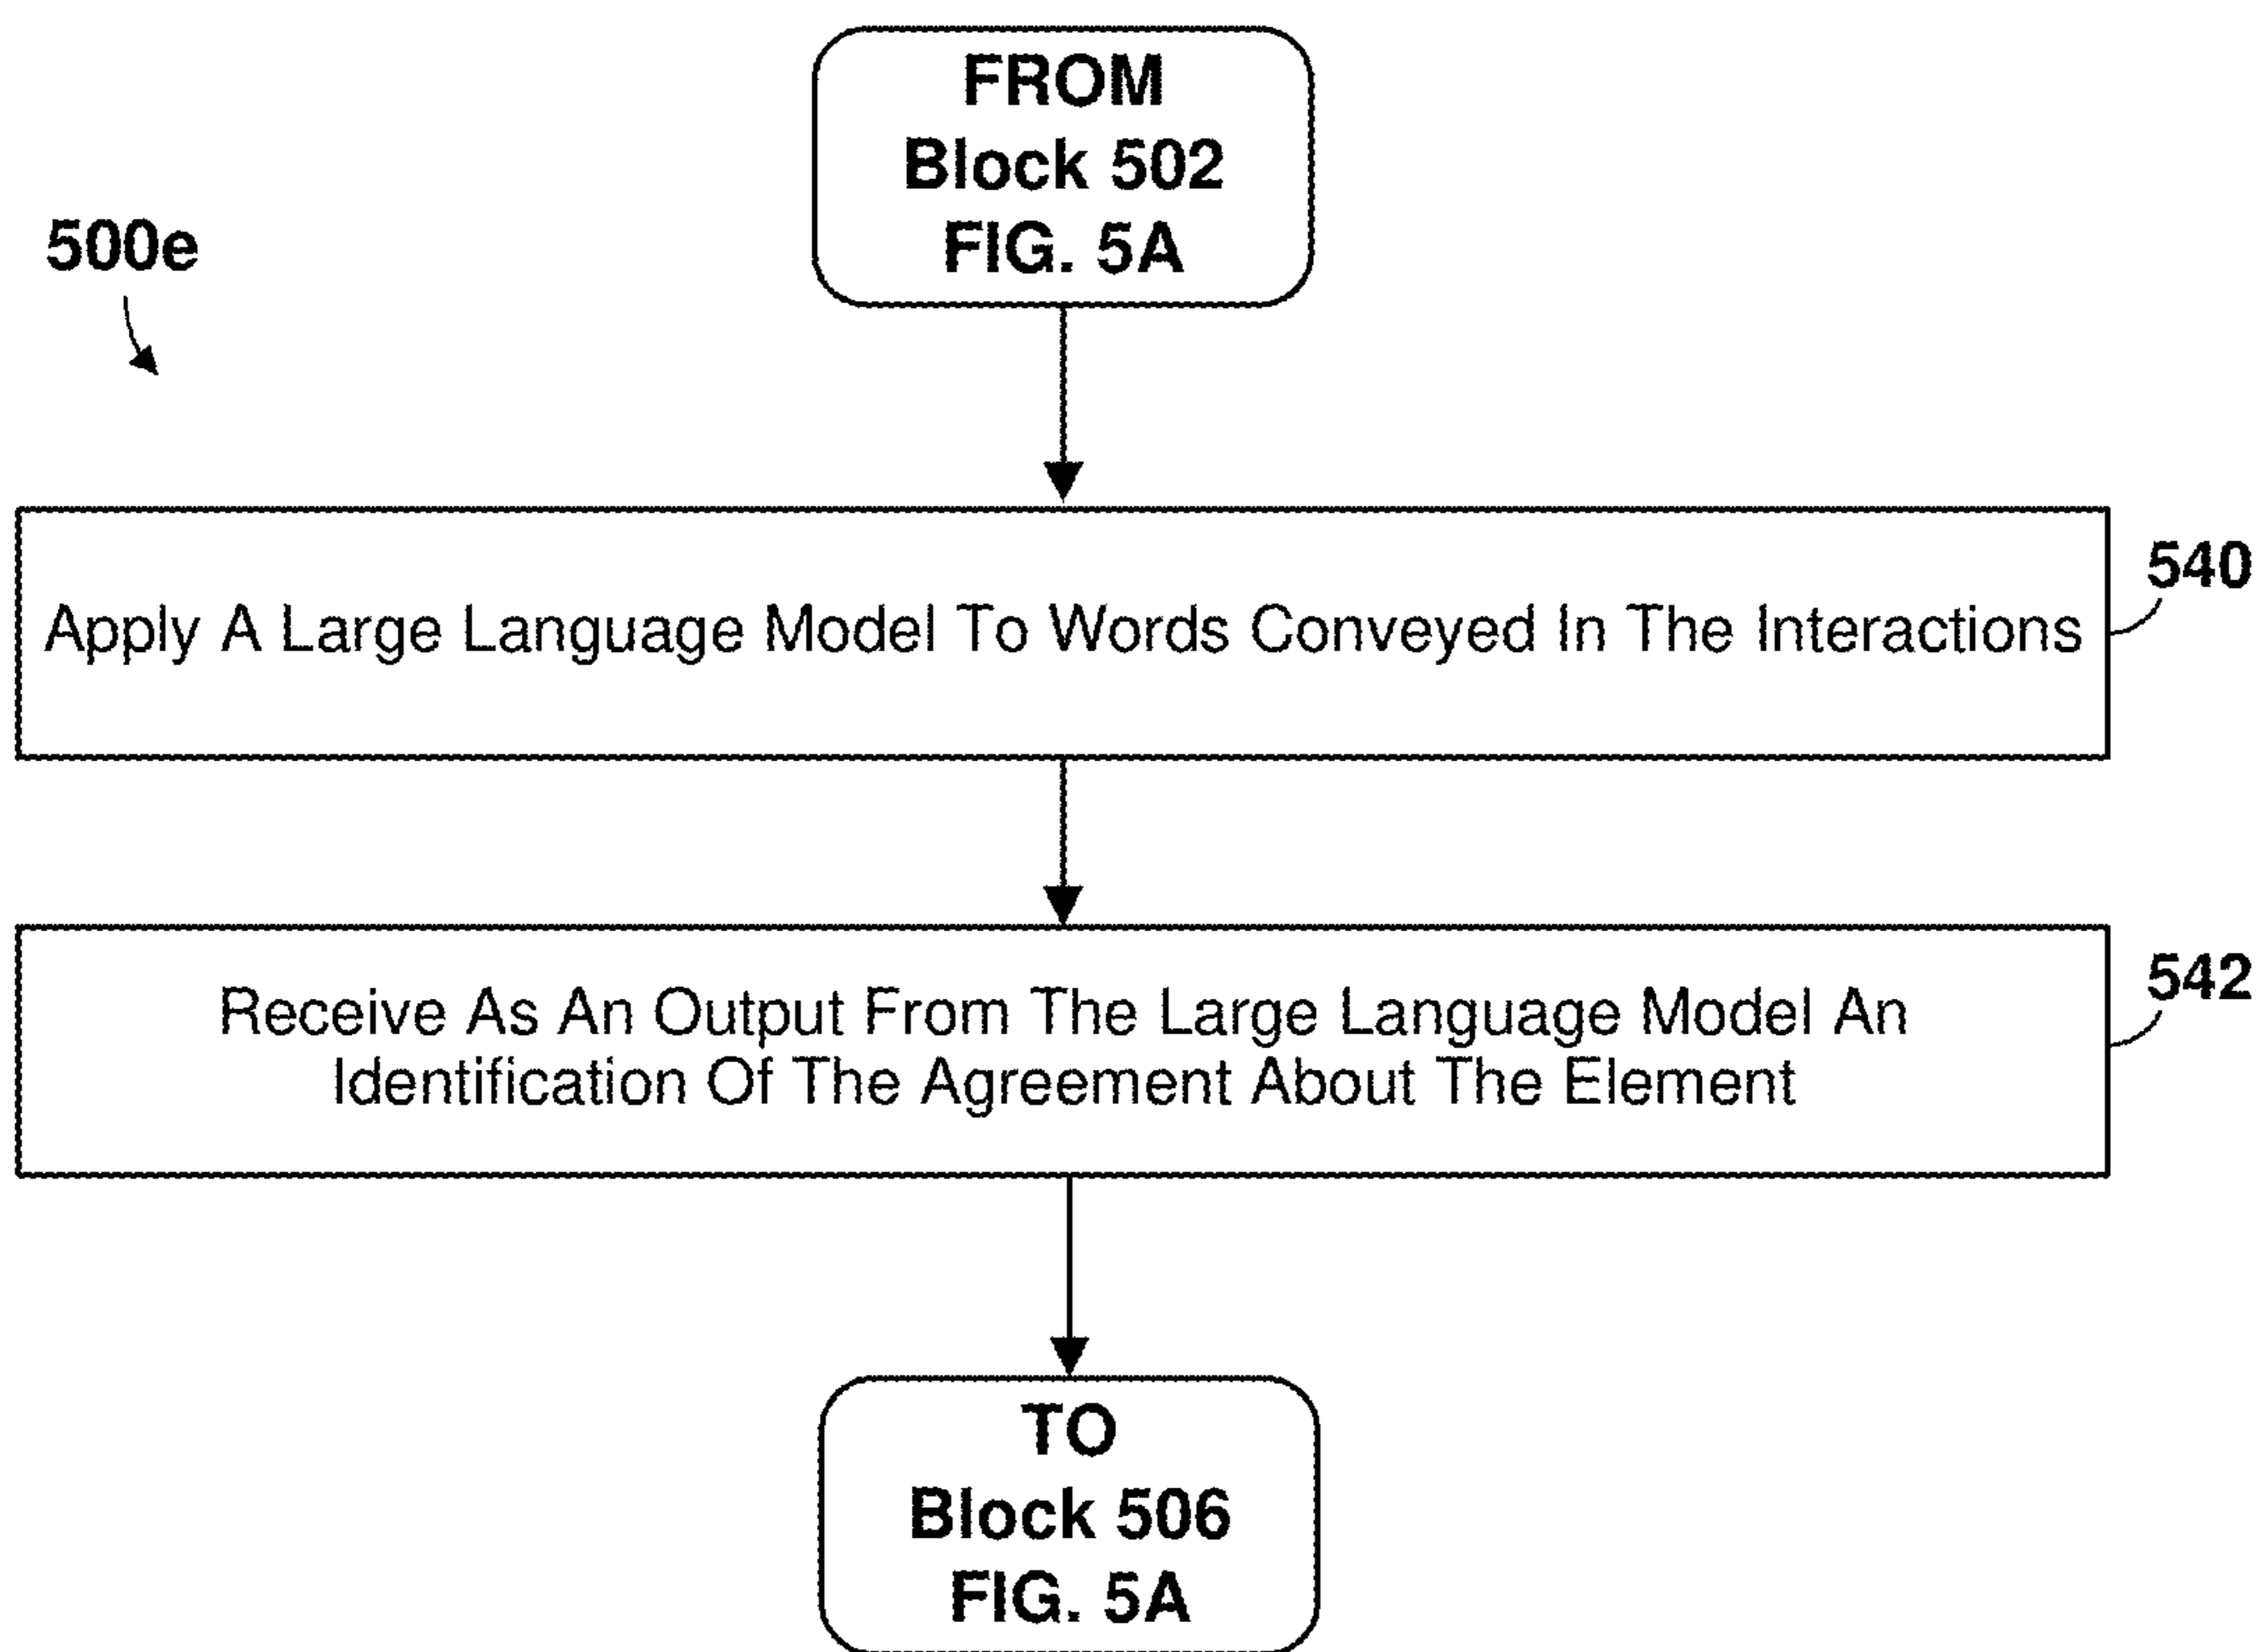 FROM
Block 502
FIG. 5A
500e
540
Apply A Large Language Model To Words Conveyed In The Interactions
542
Receive As An Output From The Large Language Model An
Identification Of The Agreement About The Element
TO
Block 506
FIG. 5A